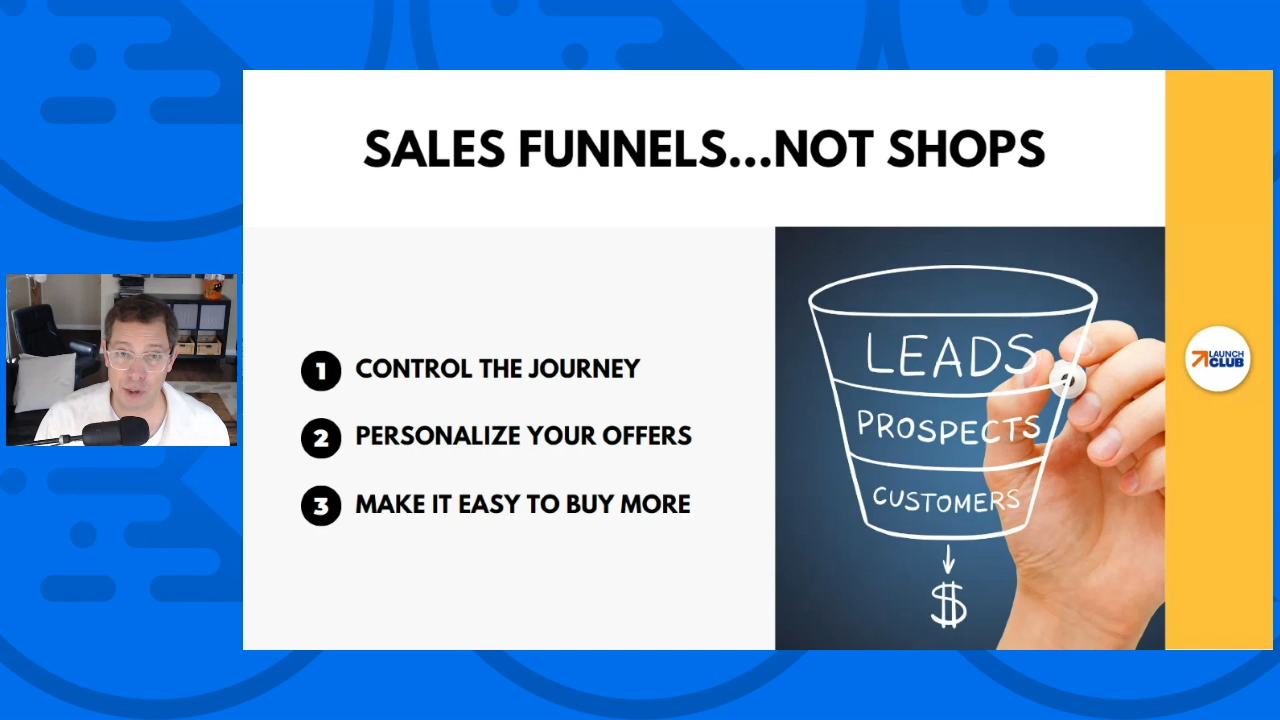 SALES FUNNELS...NOT SHOPS
1 CONTROL THE JOURNEY
2 PERSONALIZE YOUR OFFERS
3 MAKE IT EASY TO BUY MORE
LEADS
PROSPECTS
CUSTOMERS
$
LAUNCH
CLUB